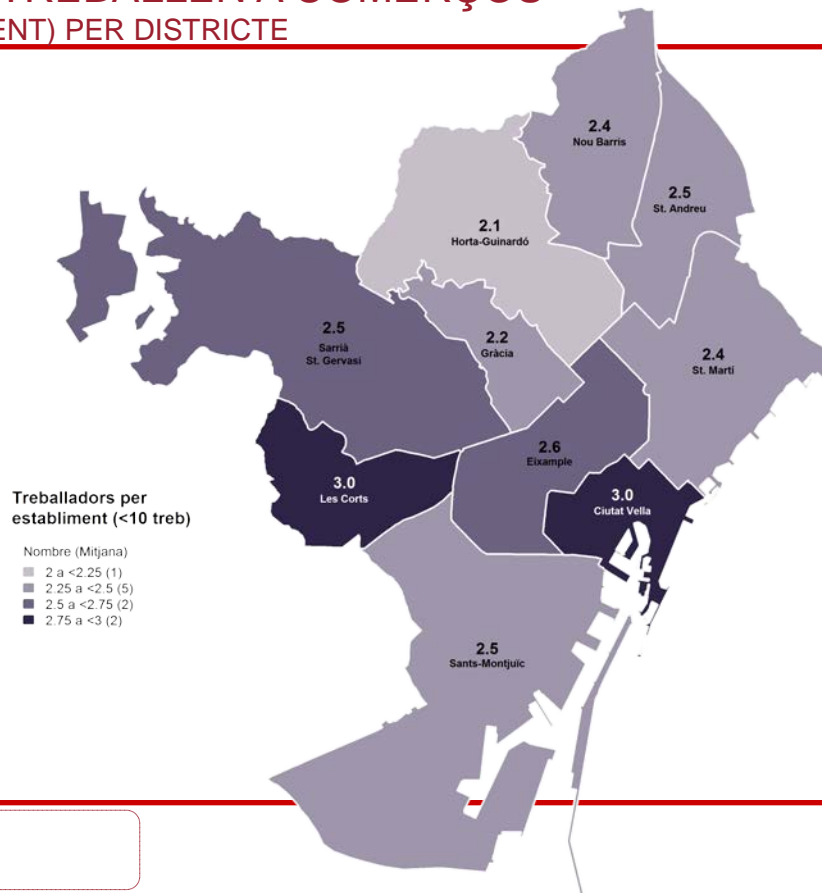 TREBALLEN A COMERÇOS
ENT) PER DISTRICTE
2.4
Nou Barris
2.5
St. Andreu
2.1
Horta-Guinardó
2.5
Sarrià
St. Gervasi
2.2
Gràcia
2.4
St. Martí
2.6
Eixample
3.0
Les Corts
3.0
Ciutat Vella
Treballadors per
establiment (<10 treb)
Nombre (Mitjana)
2 a <2.25 (1)
2.25 a <2.5 (5)
2.5 a <2.75 (2)
2.75 a <3 (2)
2.5
Sants-Montjuïc